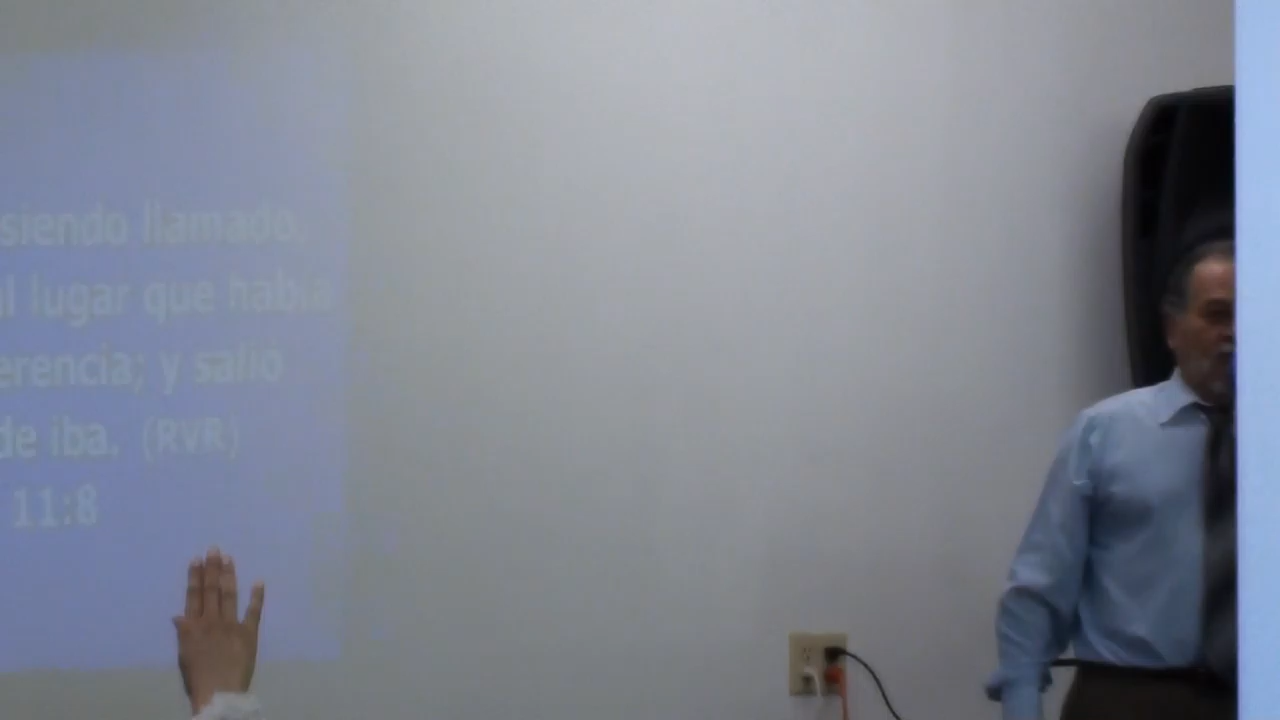 siendo llamado,
al lugar que había
erencia; y salió
de iba. (RVR)
11:8